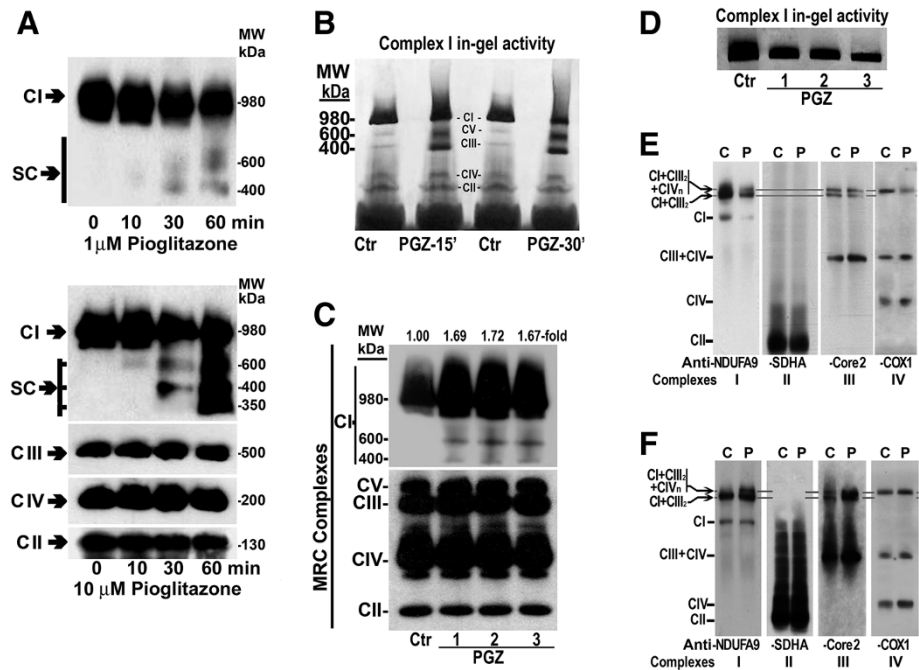 A
MW
kDa
CI
-980
-600
SC
-400
0 10 30 60 min
1µM Pioglitazone
MW
kDa
CI
-980
-600
SC
-400
-350
CIII
-500
CIV
-200
CII
-130
0 10 30 60 min
10 µM Pioglitazone
B
Complex I in-gel activity
MW
kDa
980
600
400
- CI -
CV -
CIII-
-CIV-
-CII-
Ctr PGZ-15' Ctr PGZ-30'
C
MW
kDa
1.00 1.69 1.72 1.67-fold
MRC Complexes
CI
980-
600-
400-
CV-
CIII-
CIV-
CII-
Ctr 1 2 3
PGZ
D
Complex I in-gel activity
Ctr 1 2 3
PGZ
E
C P C P C P C P
CI+CIII₂
+CIVn
CI+CIII₂
CI
CIII+CIV
CIV
CII
Anti-NDUFA9 -SDHA -Core2 -COX1
Complexes I II III IV
F
C P C P C P C P
CI+CIII₂
+CIVn
CI+CIII₂
CI
CIII+CIV
CIV
CII
Anti-NDUFA9 -SDHA -Core2 -COX1
Complexes I II III IV